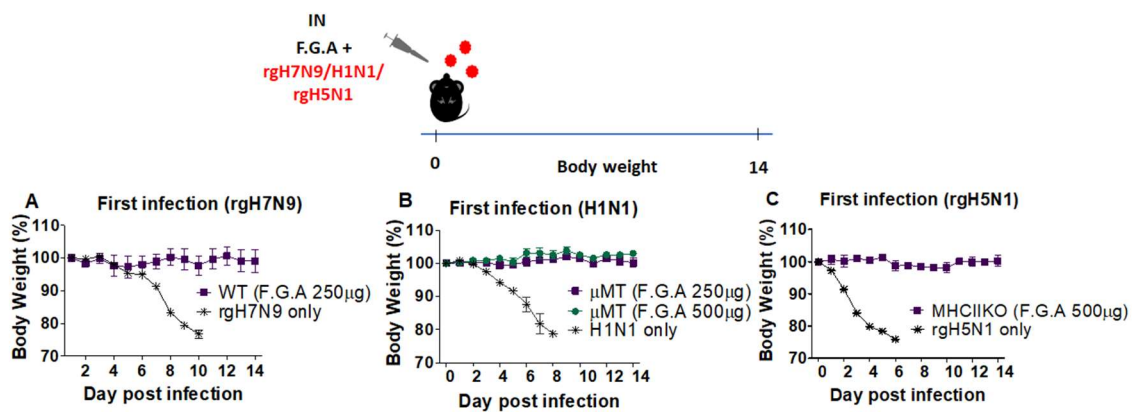 IN
F.G.A +
rgH7N9/H1N1/
rgH5N1
0
Body weight
14
A
First infection (rgH7N9)
Body Weight (%)
110
100
90
80
70
WT (F.G.A 250µg)
rgH7N9 only
2 4 6 8 10 12 14
Day post infection
B
First infection (H1N1)
Body Weight (%)
110
100
90
80
70
µMT (F.G.A 250µg)
µMT (F.G.A 500µg)
H1N1 only
0 2 4 6 8 10 12 14
Day post infection
C
First infection (rgH5N1)
Body Weight (%)
110
100
90
80
70
MHCIIKO (F.G.A 500µg)
rgH5N1 only
0 2 4 6 8 10 12 14
Day post infection